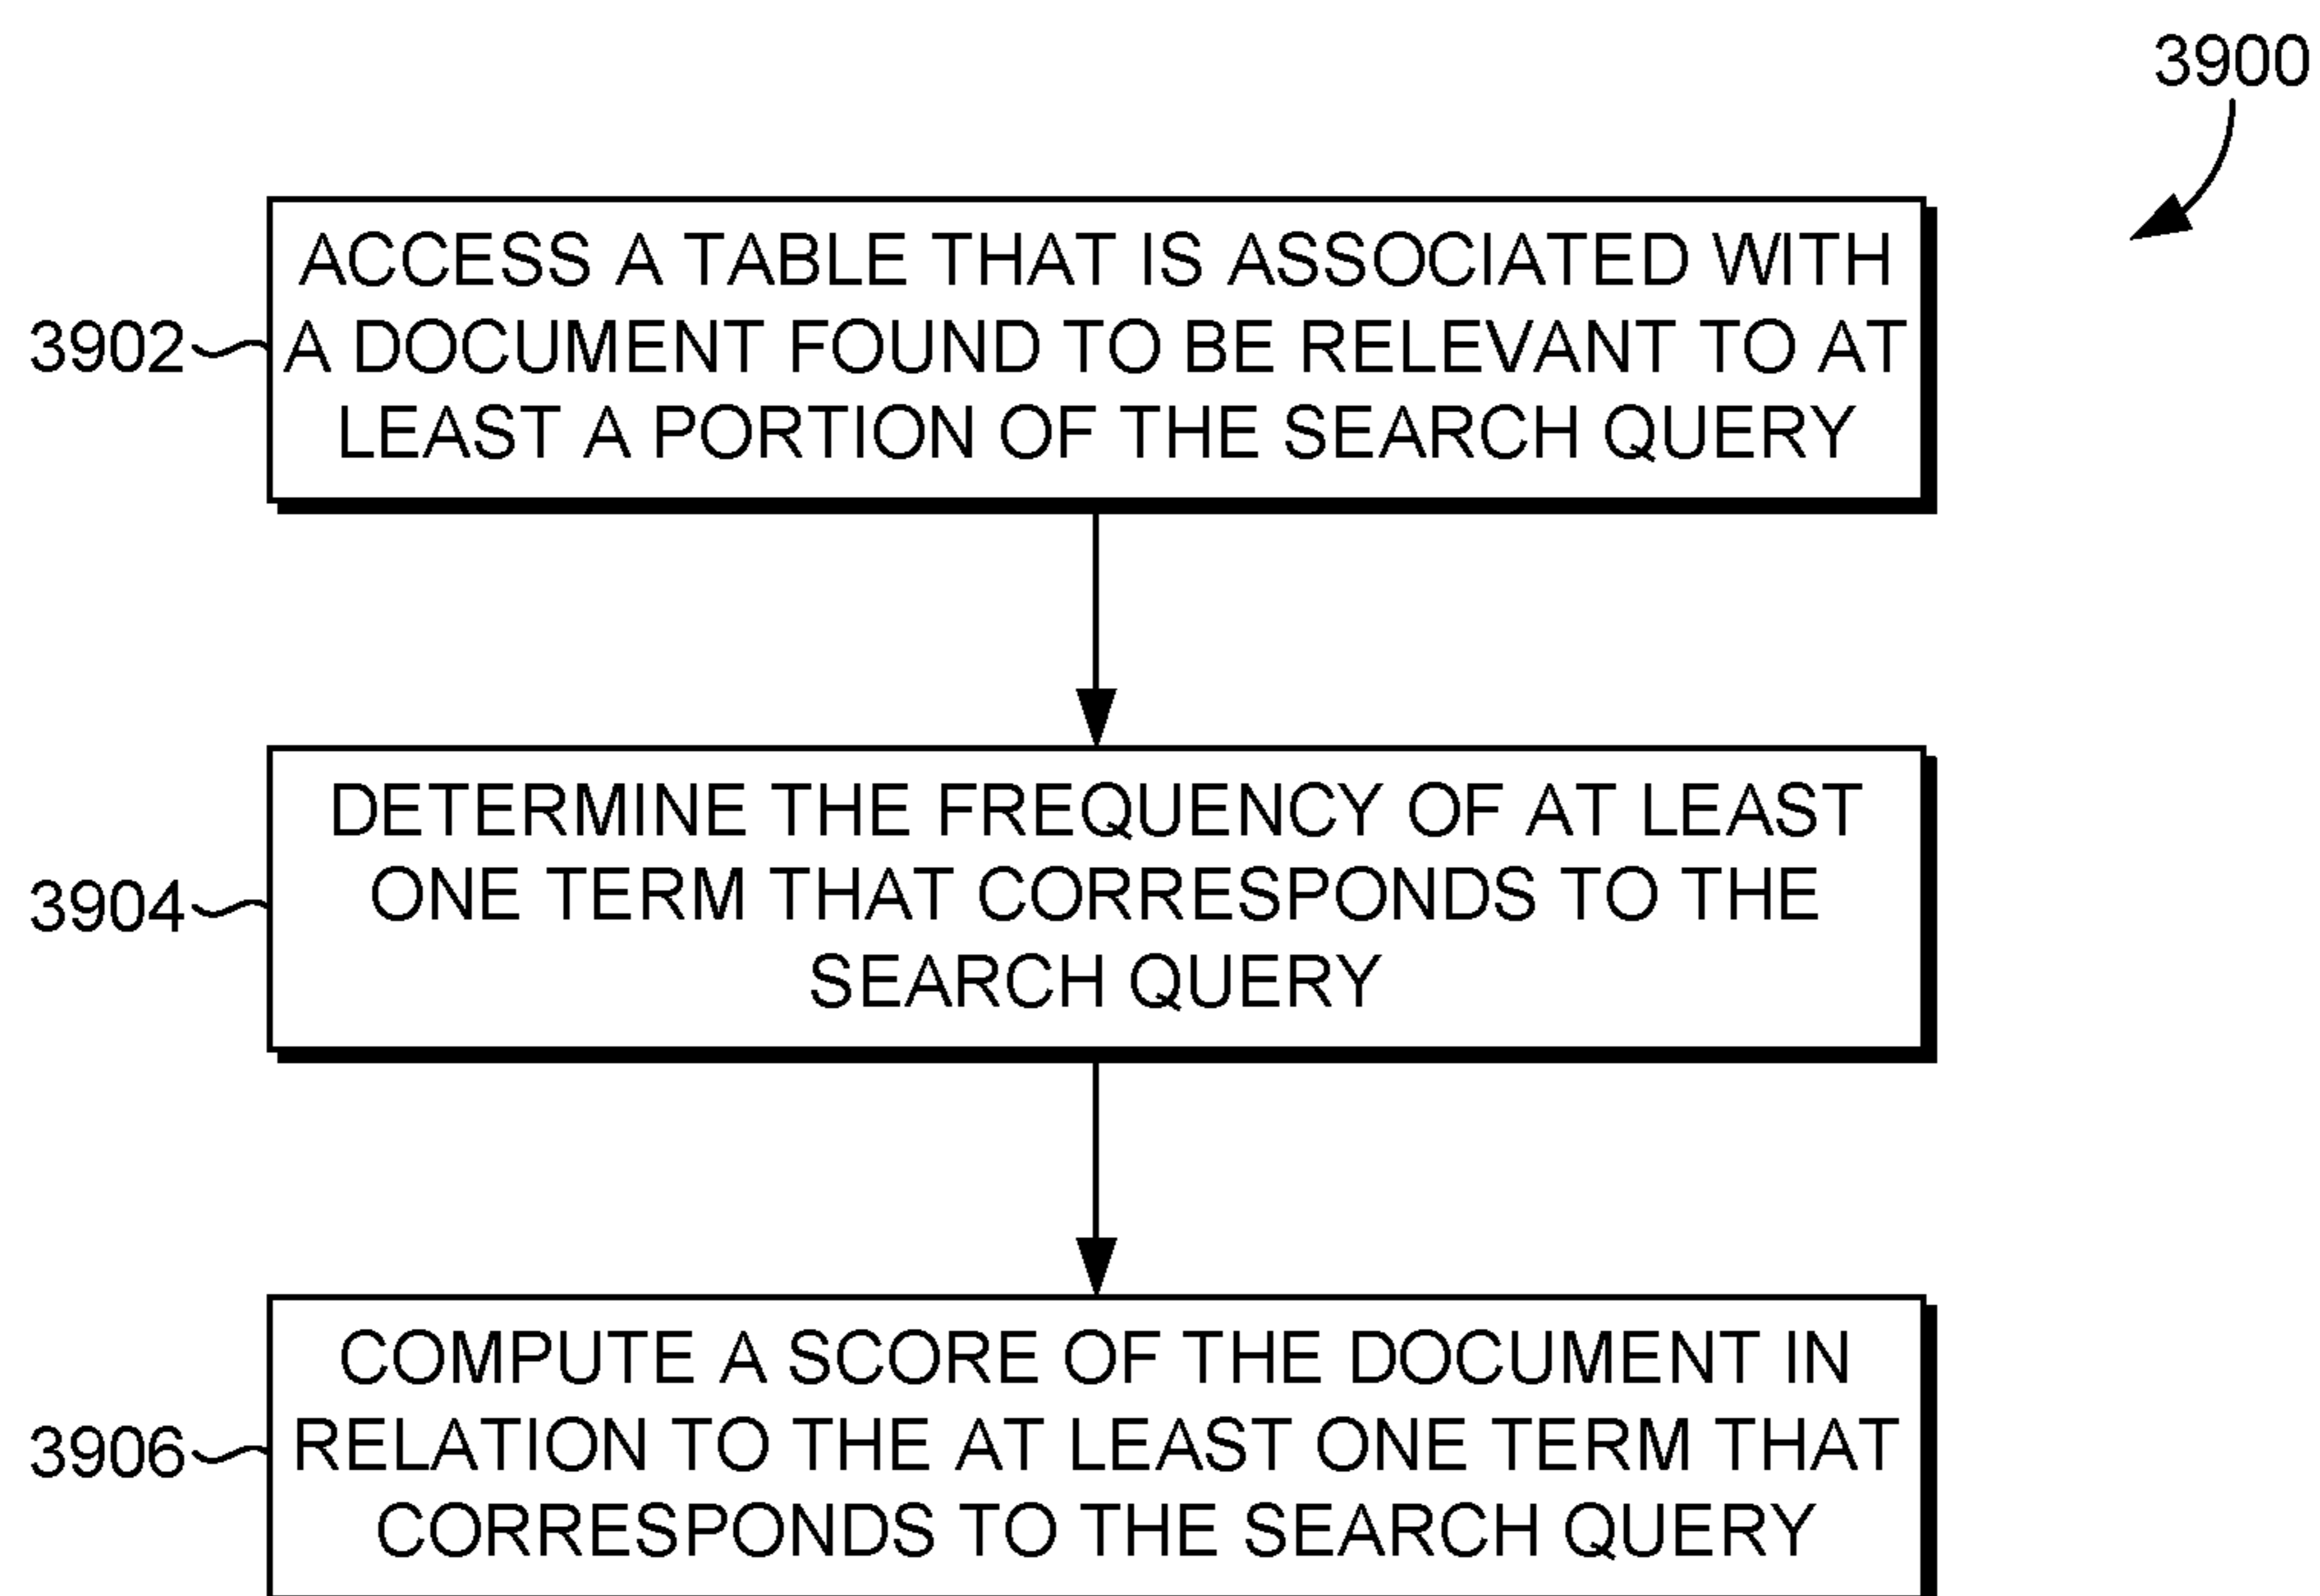 3900
ACCESS A TABLE THAT IS ASSOCIATED WITH
3902
A DOCUMENT FOUND TO BE RELEVANT TO AT
LEAST A PORTION OF THE SEARCH QUERY
DETERMINE THE FREQUENCY OF AT LEAST
3904
ONE TERM THAT CORRESPONDS TO THE
SEARCH QUERY
COMPUTE A SCORE OF THE DOCUMENT IN
3906
RELATION TO THE AT LEAST ONE TERM THAT
CORRESPONDS TO THE SEARCH QUERY